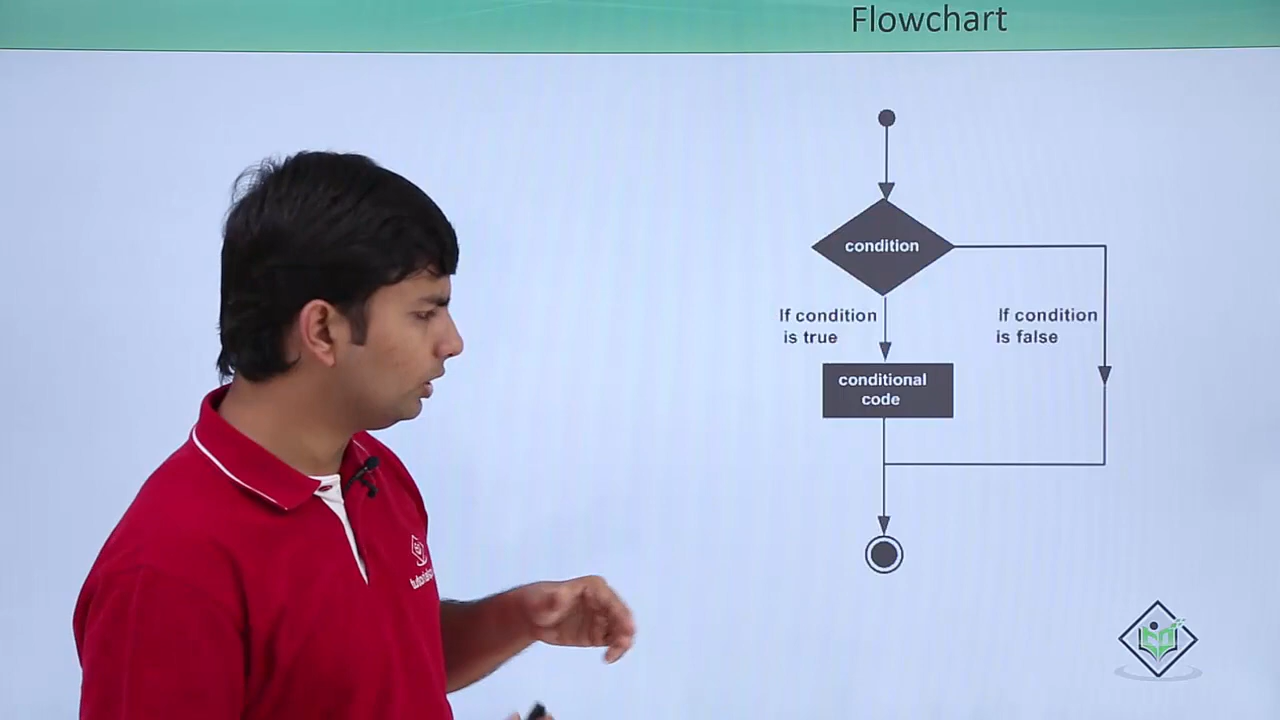 Flowchart
condition
If condition
is true
If condition
is false
conditional
code